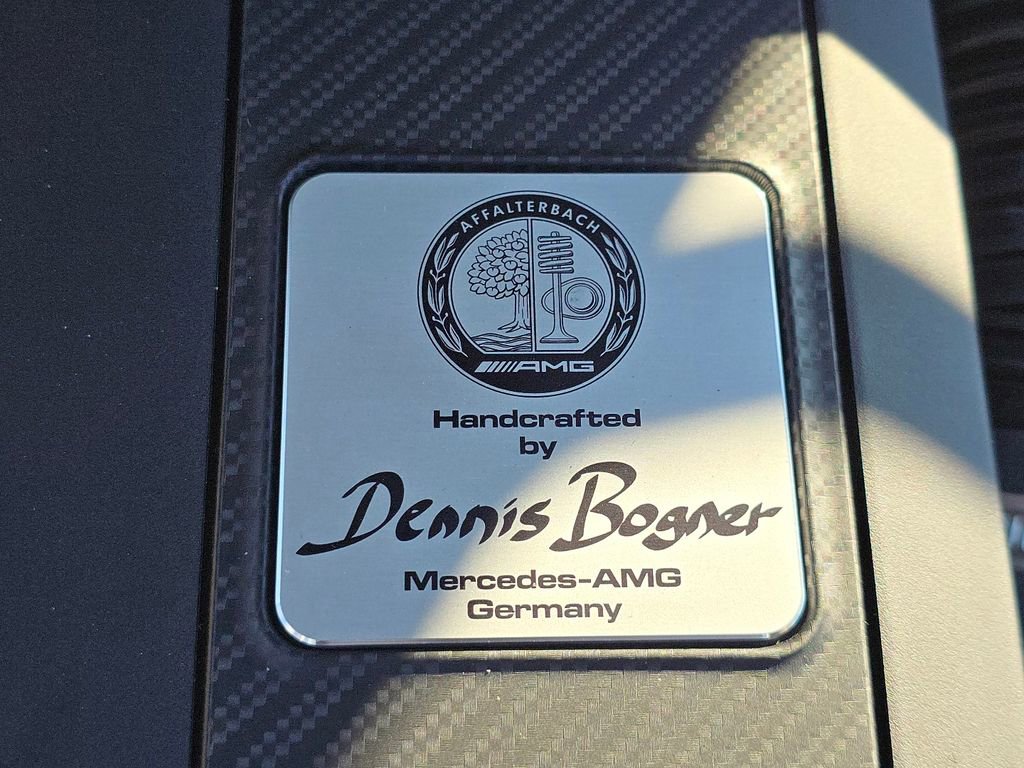 AFFALTERBACH
AMG
Handcrafted
by
Dennis Bogner
Mercedes-AMG
Germany